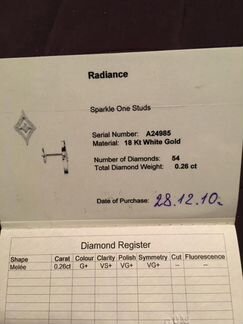 Radiance
Sparkle One Studs
Serial Number: A24985
Material: 18 Kt White Gold
Number of Diamonds: 54
Total Diamond Weight: 0.26 ct
Date of Purchase: 28.12.10.
Diamond Register
Shape Carat Colour Clarity Polish Symmetry Cut Fluorescence
Melée 0.26ct G+ VS+ VG+ VG+ -- --